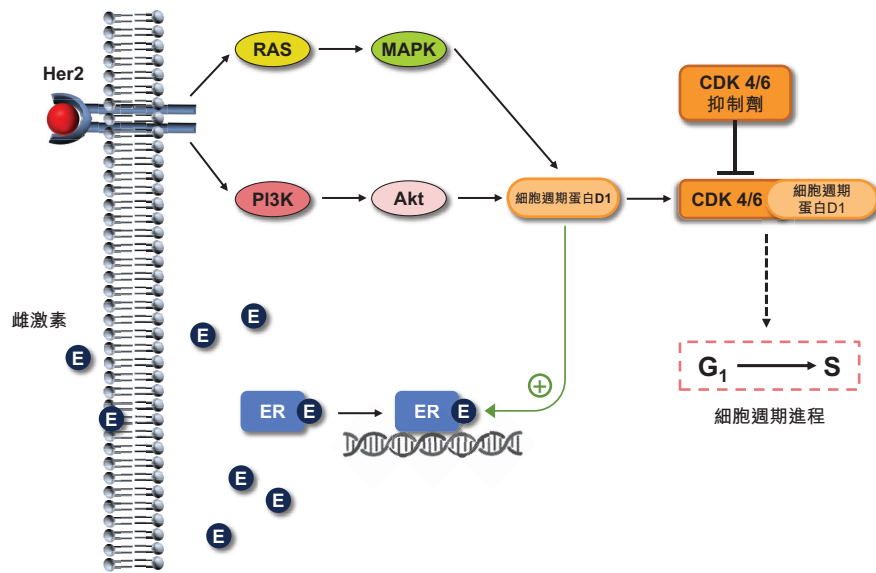 Her2
RAS
MAPK
CDK 4/6
抑制劑
PI3K
Akt
細胞週期蛋白D1
CDK 4/6
細胞週期
蛋白D1
雌激素
E
E
E
E
G₁
S
細胞週期進程
ER
E
ER
E
+
E
E
E